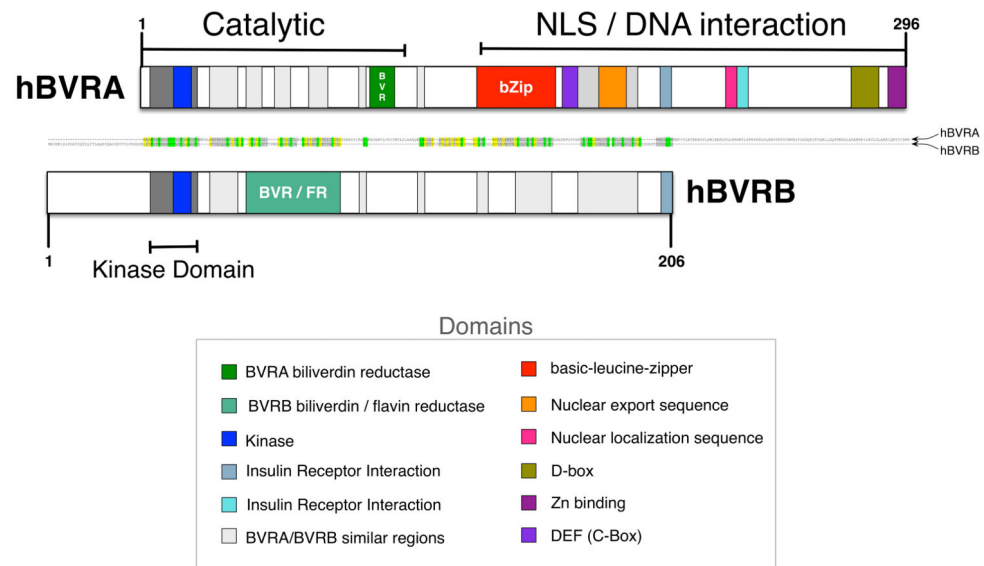 1
Catalytic
NLS / DNA interaction
296
hBVRA
B
V
R
bZip
hBVRA
hBVRB
BVR / FR
hBVRB
1
206
Kinase Domain
Domains
BVRA biliverdin reductase
BVRB biliverdin / flavin reductase
Kinase
Insulin Receptor Interaction
Insulin Receptor Interaction
BVRA/BVRB similar regions
basic-leucine-zipper
Nuclear export sequence
Nuclear localization sequence
D-box
Zn binding
DEF (C-Box)